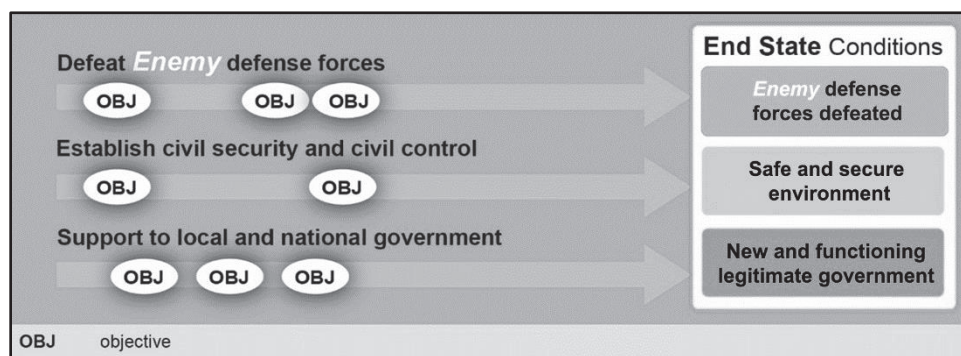 Defeat Enemy defense forces
OBJ OBJ OBJ
Establish civil security and civil control
OBJ OBJ
Support to local and national government
OBJ OBJ OBJ
End State Conditions
Enemy defense
forces defeated
Safe and secure
environment
New and functioning
legitimate government
OBJ objective